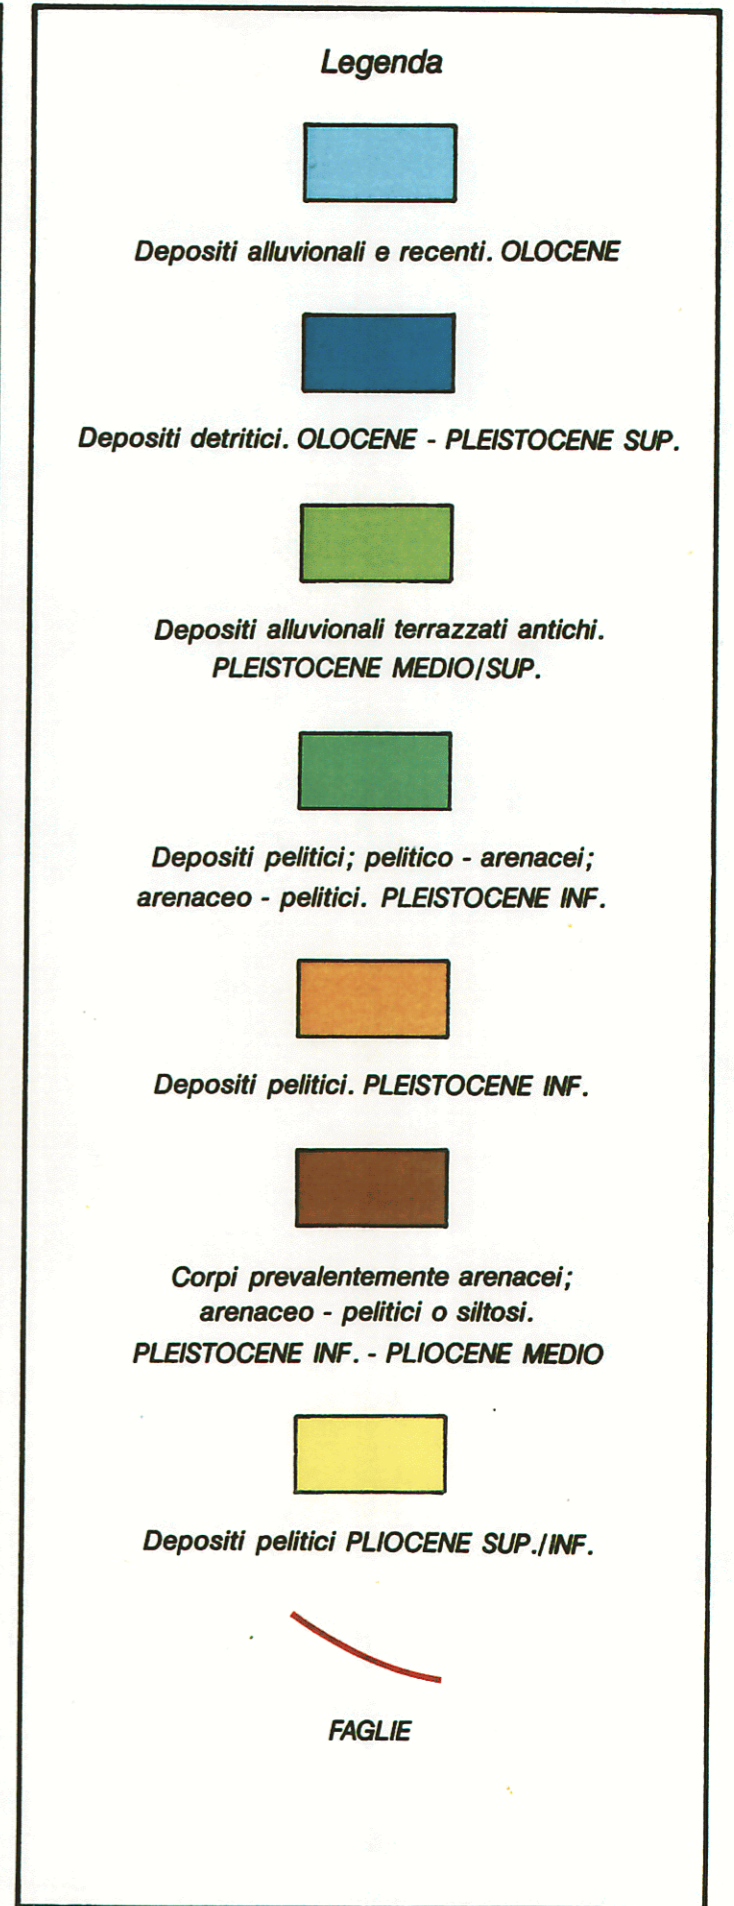 Legenda
Depositi alluvionali e recenti. OLOCENE
Depositi detritici. OLOCENE - PLEISTOCENE SUP.
Depositi alluvionali terrazzati antichi.
PLEISTOCENE MEDIO/SUP.
Depositi pelitici; pelitico - arenacei;
arenaceo - pelitici. PLEISTOCENE INF.
Depositi pelitici. PLEISTOCENE INF.
Corpi prevalentemente arenacei;
arenaceo - pelitici o siltosi.
PLEISTOCENE INF. - PLIOCENE MEDIO
Depositi pelitici PLIOCENE SUP./INF.
FAGLIE